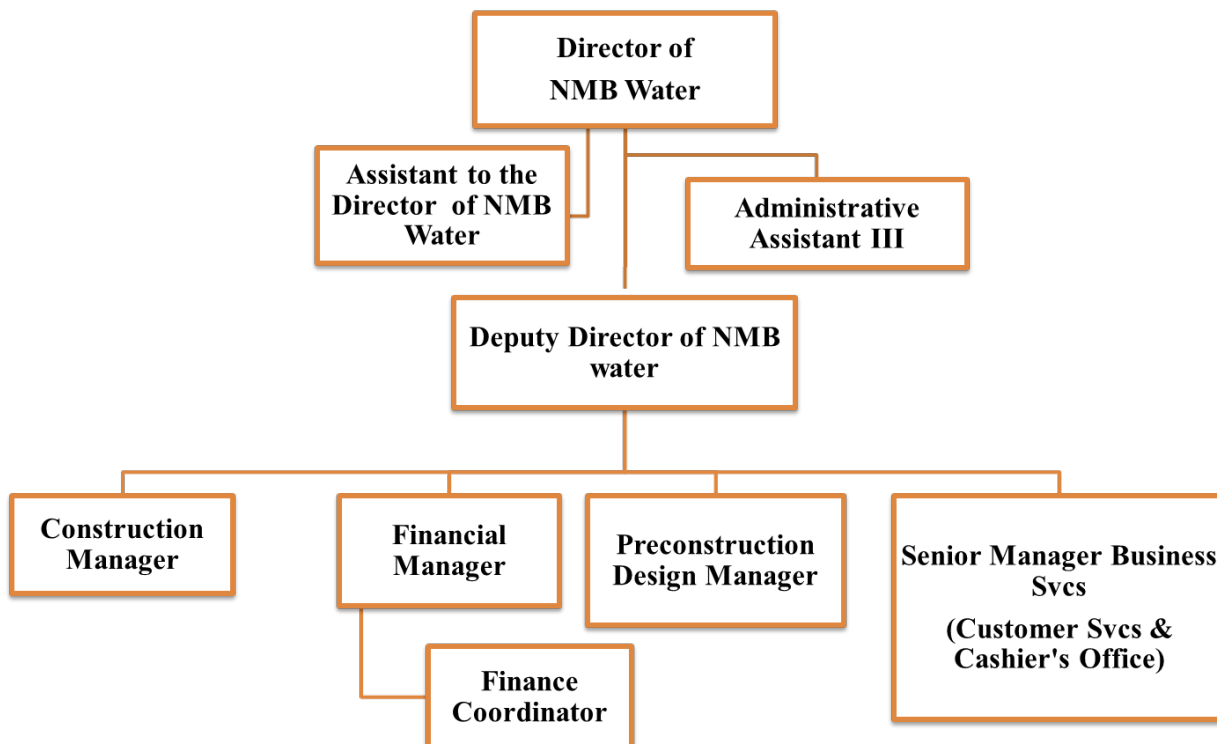 Director of
NMB Water
Assistant to the
Director of NMB
Water
Administrative
Assistant III
Deputy Director of NMB
water
Construction
Manager
Financial
Manager
Preconstruction
Design Manager
Senior Manager Business
Svcs
(Customer Svcs &
Cashier's Office)
Finance
Coordinator